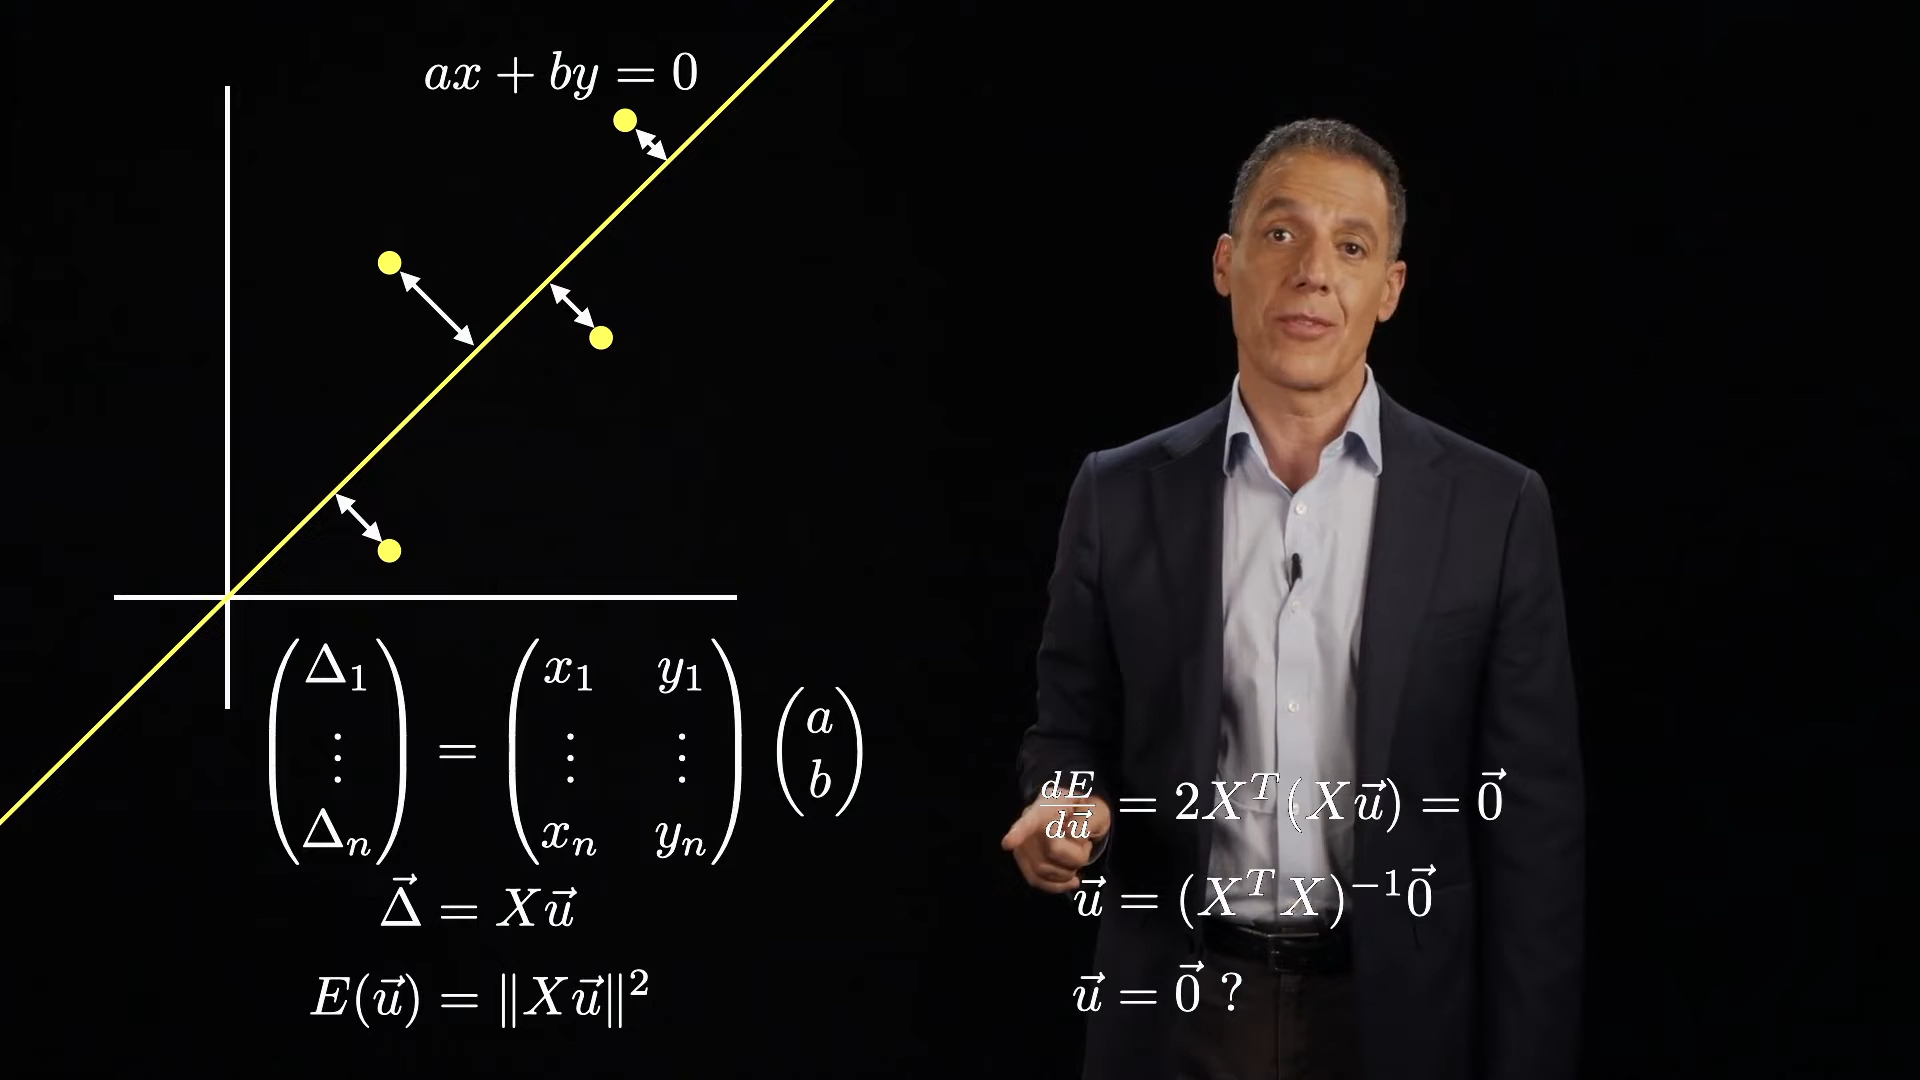 ax + by = 0
(Δ₁ ⋮ Δₙ) = (x₁ y₁ ⋮ ⋮ xₙ yₙ) (a b)
Δ⃗ = Xu⃗
E(u⃗) = ‖Xu⃗‖²
dE/du⃗ = 2Xᵀ(Xu⃗) = 0⃗
u⃗ = (XᵀX)⁻¹0⃗
u⃗ = 0⃗ ?